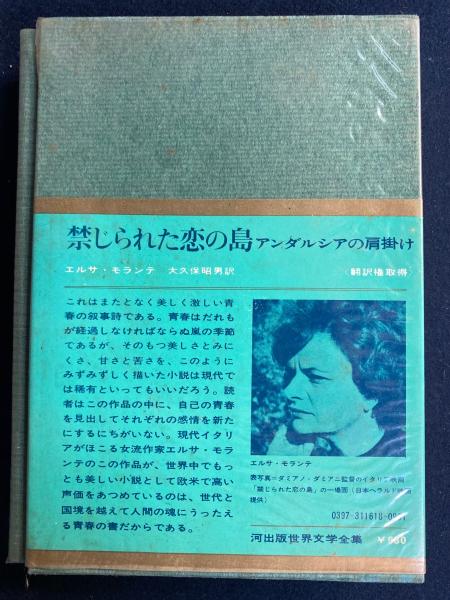 禁じられた恋の島 アンダルシアの肩掛け
エルサ・モランテ 大久保昭男訳 〈翻訳権取得〉
これはまたとなく美しく激しい青
春の叙事詩である。青春はだれも
が経過しなければならぬ嵐の季節
であるが、そのもつ美しさとみに
くさ、甘さと苦さを、このように
みずみずしく描いた小説は現代で
は稀有といってもいいだろう。読
者はこの作品の中に、自己の青春
を見出してそれぞれの感情を新た
にするにちがいない。現代イタリ
アがほこる女流作家エルサ・モラ
ンテのこの作品が、世界中でもっ
とも美しい小説として欧米で高い
声価をあつめているのは、世代と
国境を越えて人間の魂にうったえ
る青春の書だからである。
エルサ・モランテ
表写真=ダミアノ・ダミアニ監督のイタリア映画
「禁じられた恋の島」の一場面(日本ヘラルド映画
提供)
0397-311618-0961
河出版世界文学全集 ¥980